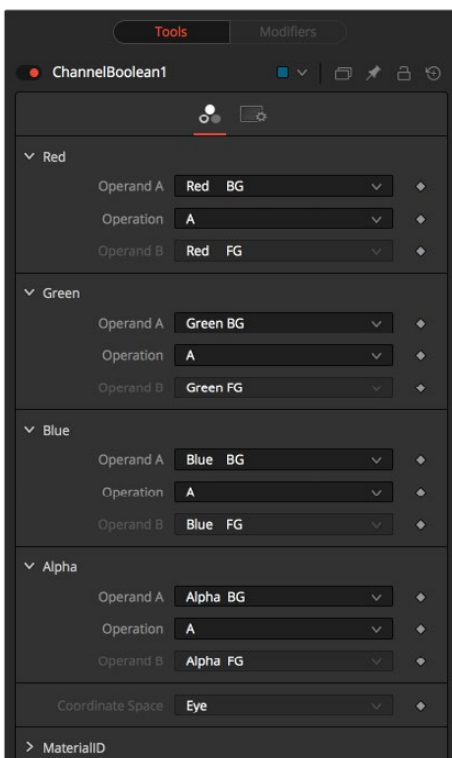 Tools Modifiers
ChannelBoolean1
Red
Operand A Red BG
Operation A
Operand B Red FG
Green
Operand A Green BG
Operation A
Operand B Green FG
Blue
Operand A Blue BG
Operation A
Operand B Blue FG
Alpha
Operand A Alpha BG
Operation A
Operand B Alpha FG
Coordinate Space Eye
MaterialID